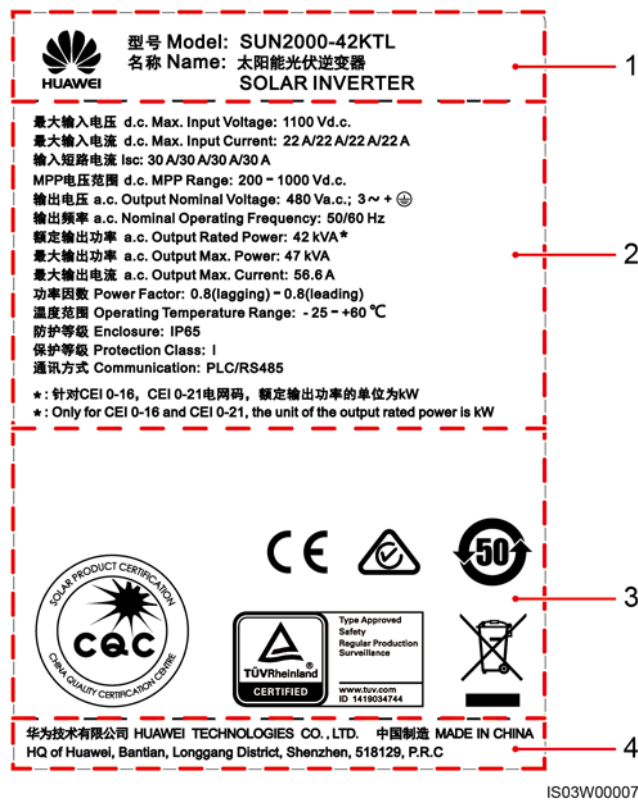 HUAWEI
型号 Model: SUN2000-42KTL
名称 Name: 太阳能光伏逆变器
SOLAR INVERTER
1
最大输入电压 d.c. Max. Input Voltage: 1100 Vd.c.
最大输入电流 d.c. Max. Input Current: 22 A/22 A/22 A/22 A
输入短路电流 Isc: 30 A/30 A/30 A/30 A
MPP电压范围 d.c. MPP Range: 200 - 1000 Vd.c.
输出电压 a.c. Output Nominal Voltage: 480 Va.c.; 3 ~ + ⏚
输出频率 a.c. Nominal Operating Frequency: 50/60 Hz
额定输出功率 a.c. Output Rated Power: 42 kVA*
最大输出功率 a.c. Output Max. Power: 47 kVA
最大输出电流 a.c. Output Max. Current: 56.6 A
功率因数 Power Factor: 0.8(lagging) - 0.8(leading)
温度范围 Operating Temperature Range: - 25 - +60 ℃
防护等级 Enclosure: IP65
保护等级 Protection Class: I
通讯方式 Communication: PLC/RS485
*: 针对CEI 0-16, CEI 0-21电网码, 额定输出功率的单位为kW
*: Only for CEI 0-16 and CEI 0-21, the unit of the output rated power is kW
2
CE
50
SOLAR PRODUCT CERTIFICATION
CQC
CHINA QUALITY CERTIFICATION CENTRE
TÜVRheinland ®
CERTIFIED
Type Approved
Safety
Regular Production
Surveillance
www.tuv.com
ID 1419034744
3
华为技术有限公司 HUAWEI TECHNOLOGIES CO., LTD. 中国制造 MADE IN CHINA
HQ of Huawei, Bantian, Longgang District, Shenzhen, 518129, P.R.C
4
IS03W00007